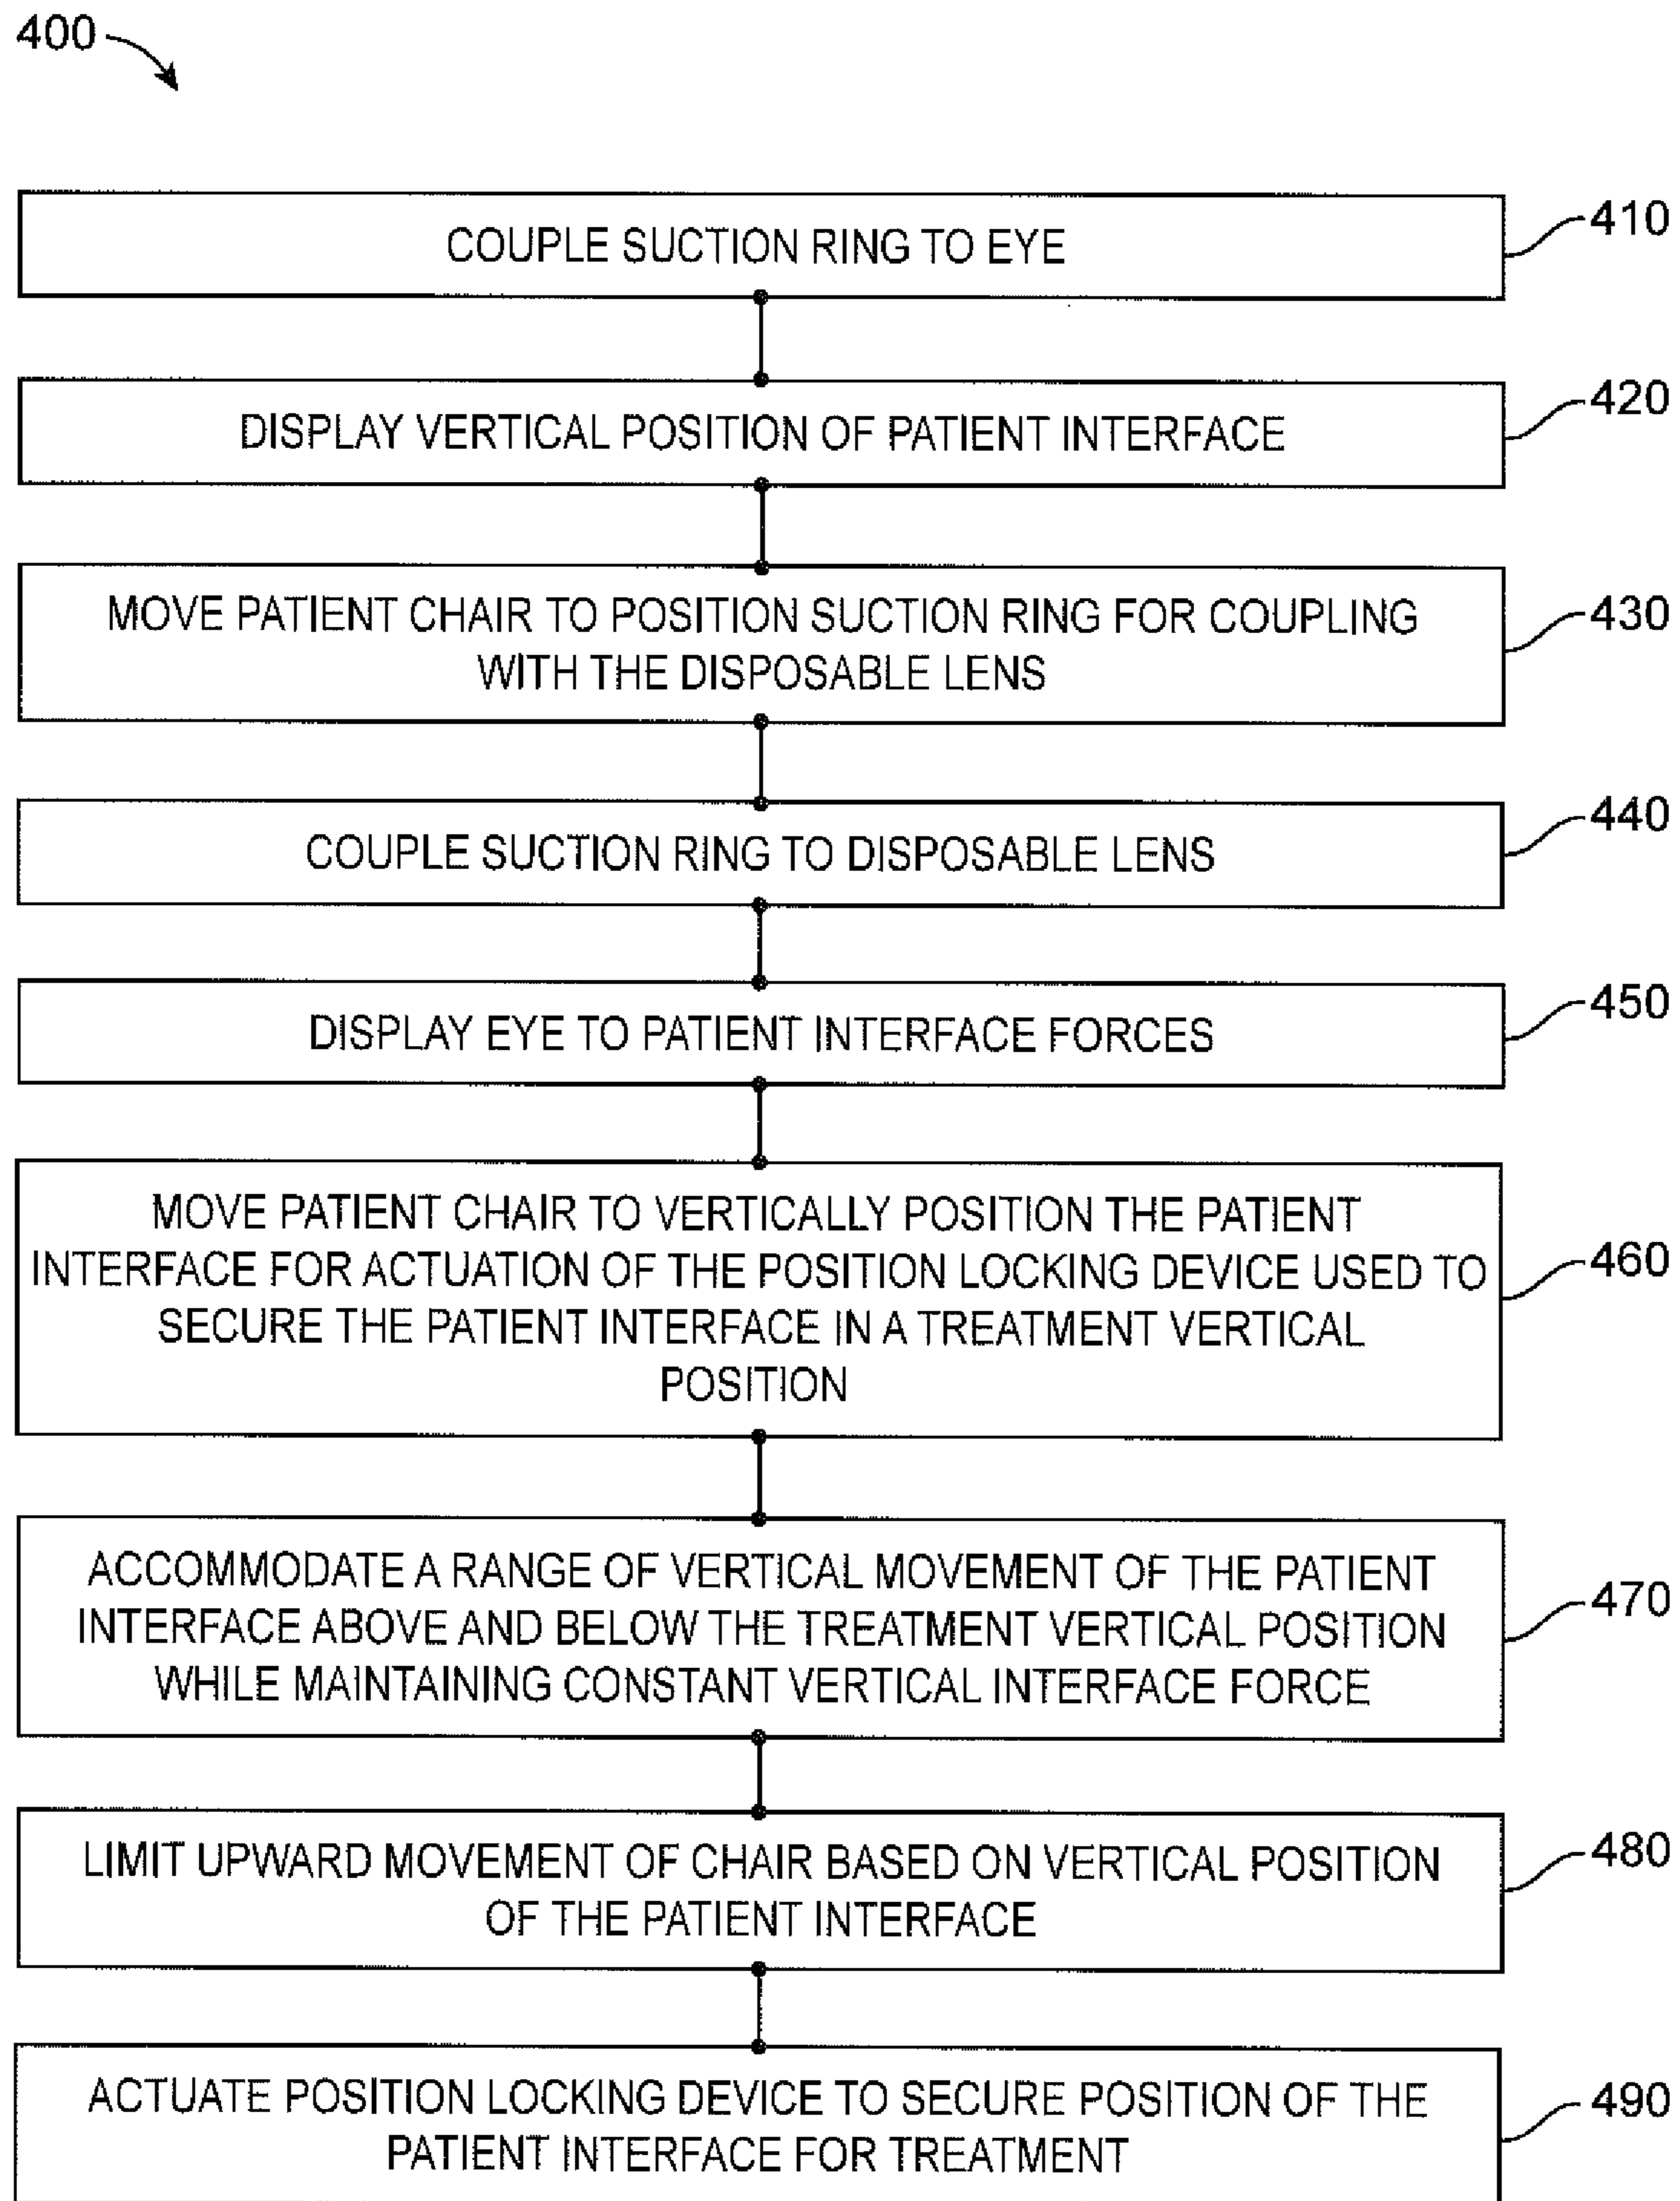 400
COUPLE SUCTION RING TO EYE
410
DISPLAY VERTICAL POSITION OF PATIENT INTERFACE
420
MOVE PATIENT CHAIR TO POSITION SUCTION RING FOR COUPLING
WITH THE DISPOSABLE LENS
430
COUPLE SUCTION RING TO DISPOSABLE LENS
440
DISPLAY EYE TO PATIENT INTERFACE FORCES
450
MOVE PATIENT CHAIR TO VERTICALLY POSITION THE PATIENT
INTERFACE FOR ACTUATION OF THE POSITION LOCKING DEVICE USED TO
SECURE THE PATIENT INTERFACE IN A TREATMENT VERTICAL
POSITION
460
ACCOMMODATE A RANGE OF VERTICAL MOVEMENT OF THE PATIENT
INTERFACE ABOVE AND BELOW THE TREATMENT VERTICAL POSITION
WHILE MAINTAINING CONSTANT VERTICAL INTERFACE FORCE
470
LIMIT UPWARD MOVEMENT OF CHAIR BASED ON VERTICAL POSITION
OF THE PATIENT INTERFACE
480
ACTUATE POSITION LOCKING DEVICE TO SECURE POSITION OF THE
PATIENT INTERFACE FOR TREATMENT
490